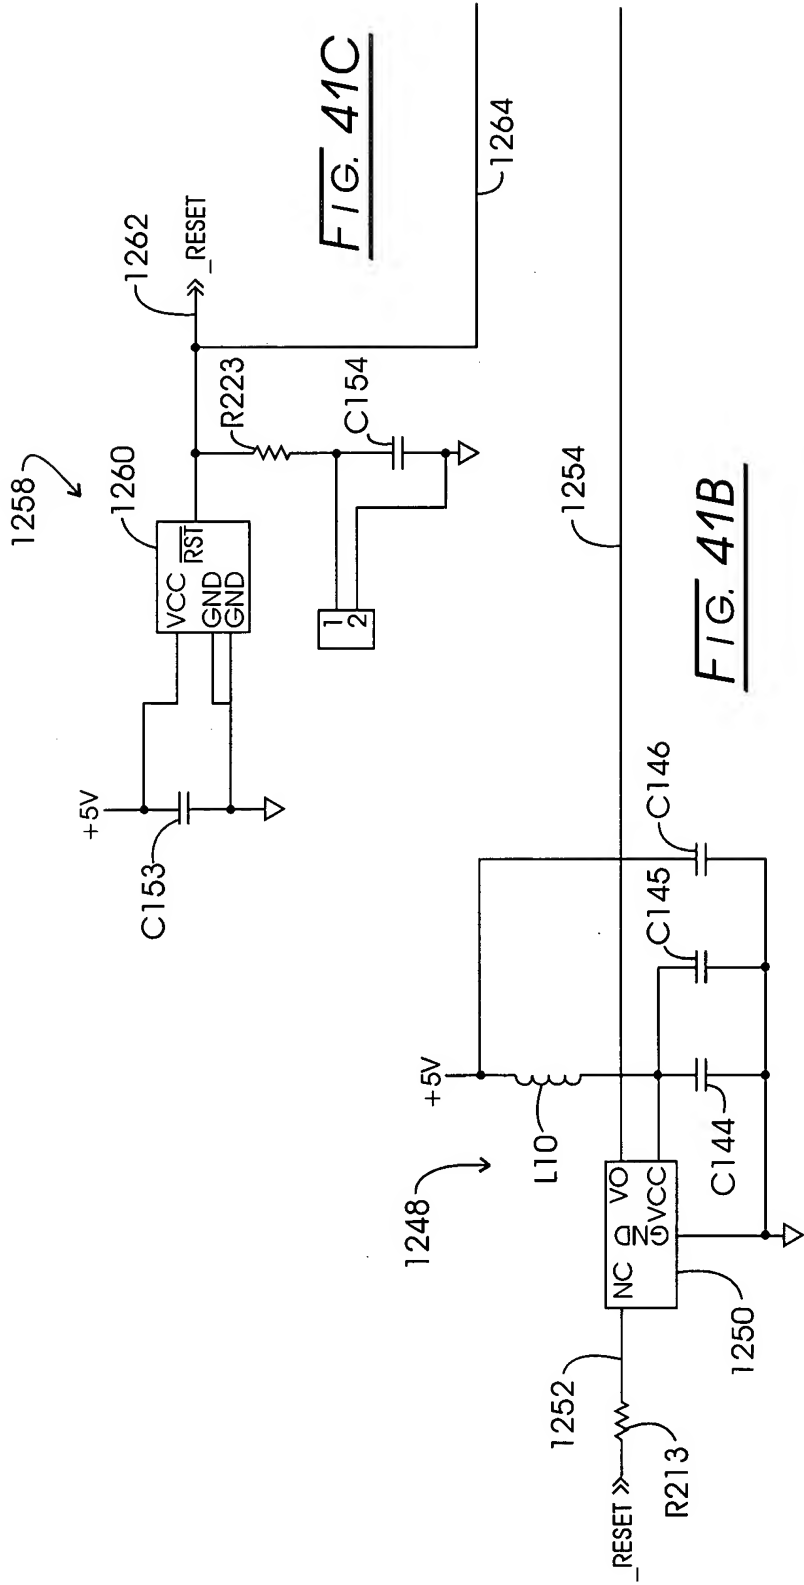 1258
1260
1262
_RESET
VCC
RST
GND
GND
+5V
C153
R223
C154
1
2
1264
FIG. 41C
1248
+5V
L10
1254
1252
_RESET
R213
NC
VO
GND
VCC
1250
C144
C145
C146
FIG. 41B